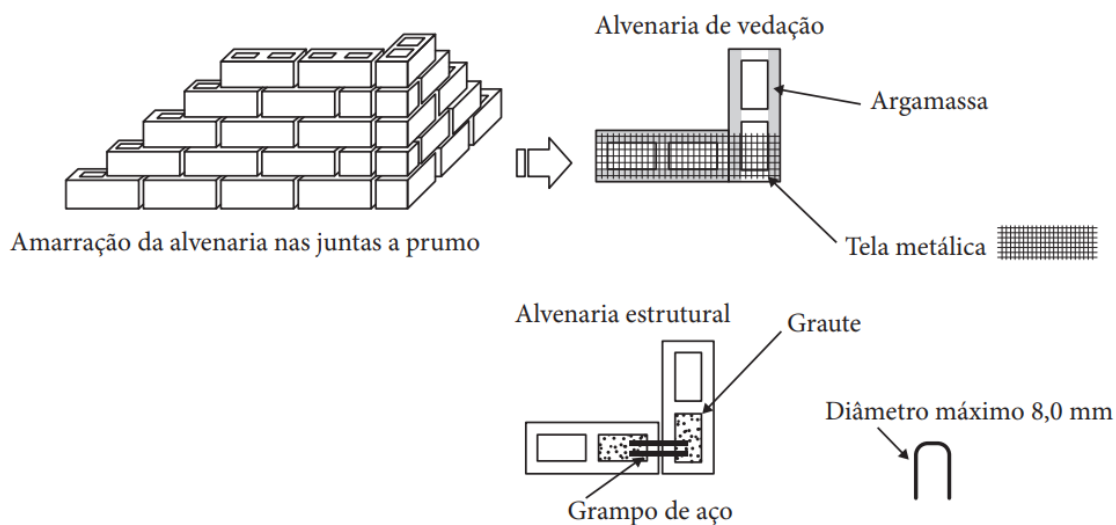 Alvenaria de vedação
Argamassa
Amarração da alvenaria nas juntas a prumo
Tela metálica
Alvenaria estrutural
Graute
Diâmetro máximo 8,0 mm
Grampo de aço